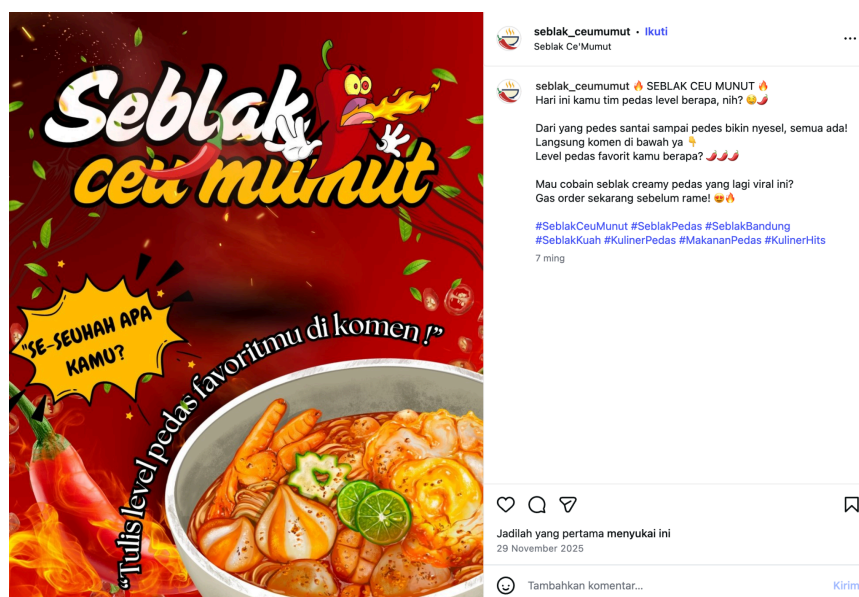 Seblak
ceu mumut
"SE-SEUHAH APA
KAMU?
“Tulis level pedas favoritmu di komen !”
seblak_ceumumut • Ikuti
Seblak Ce'Mumut
seblak_ceumumut 🔥 SEBLAK CEU MUNUT 🔥
Hari ini kamu tim pedas level berapa, nih? 😏🌶️
Dari yang pedes santai sampai pedes bikin nyesel, semua ada!
Langsung komen di bawah ya 👇
Level pedas favorit kamu berapa? 🌶️🌶️🌶️
Mau cobain seblak creamy pedas yang lagi viral ini?
Gas order sekarang sebelum rame! 😍🔥
#SeblakCeuMunut #SeblakPedas #SeblakBandung
#SeblakKuah #KulinerPedas #MakananPedas #KulinerHits
7 ming
Jadilah yang pertama menyukai ini
29 November 2025
Tambahkan komentar...
Kirim